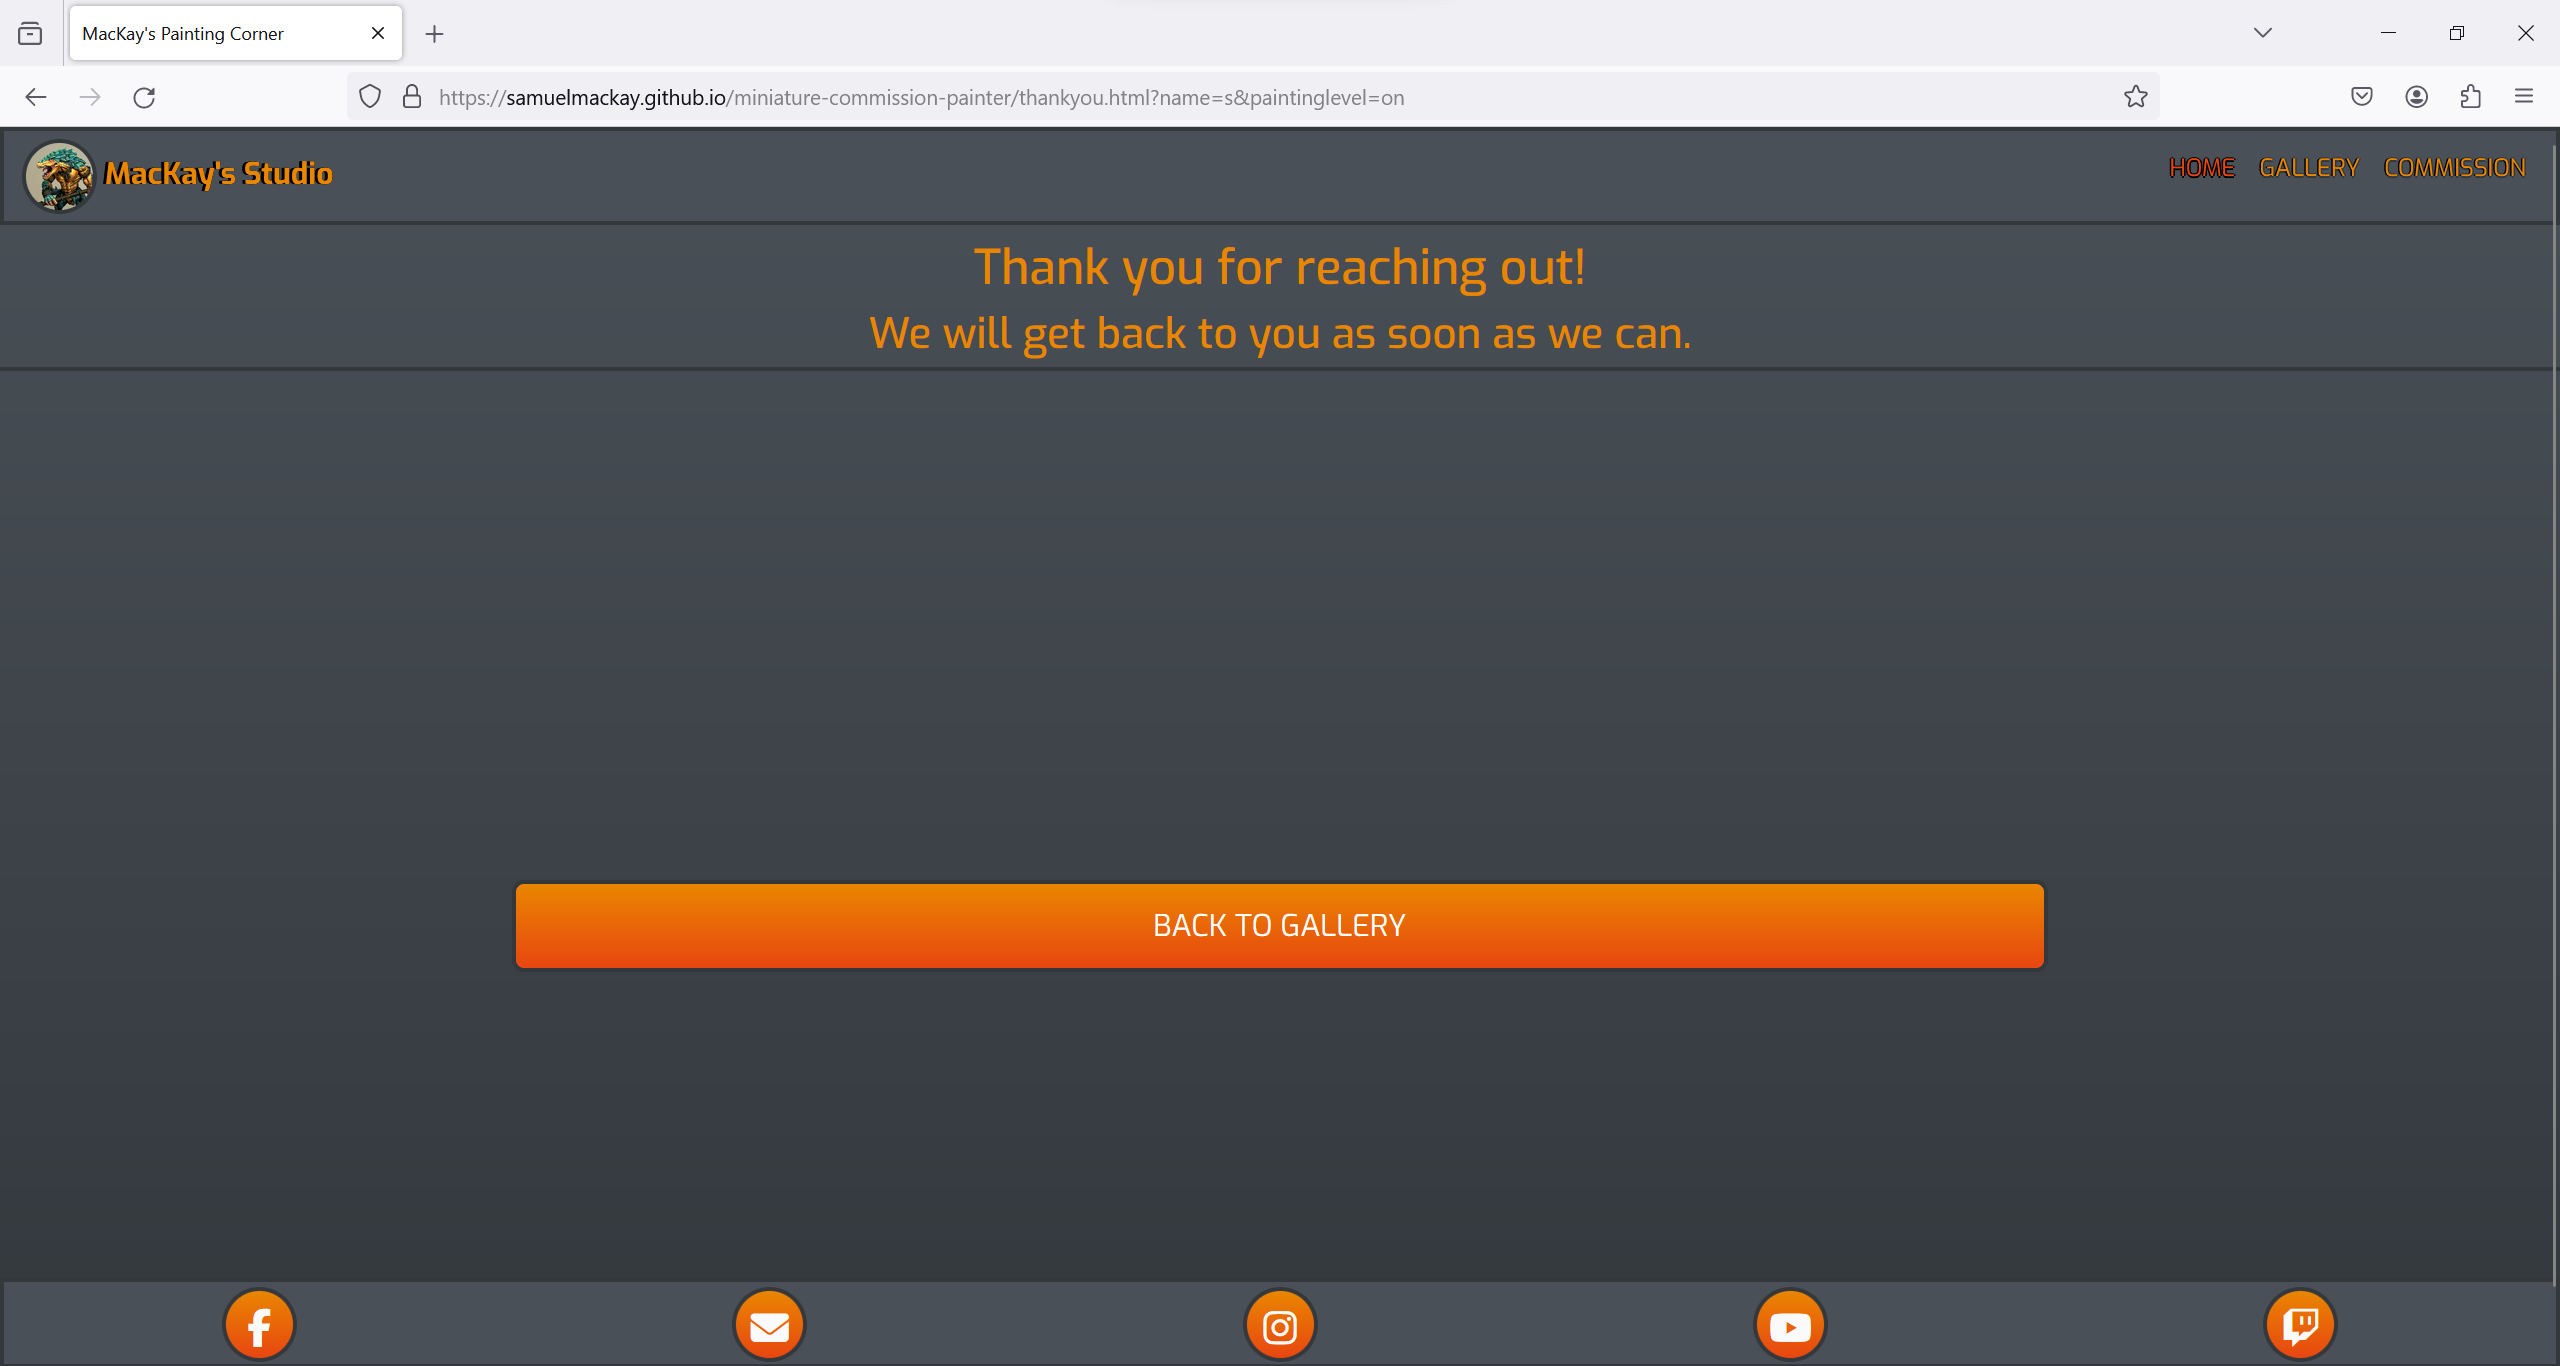 MacKay's Painting Corner
https://samuelmackay.github.io/miniature-commission-painter/thankyou.html?name=s&paintinglevel=on
MacKay's Studio
HOME GALLERY COMMISSION
Thank you for reaching out!
We will get back to you as soon as we can.
BACK TO GALLERY